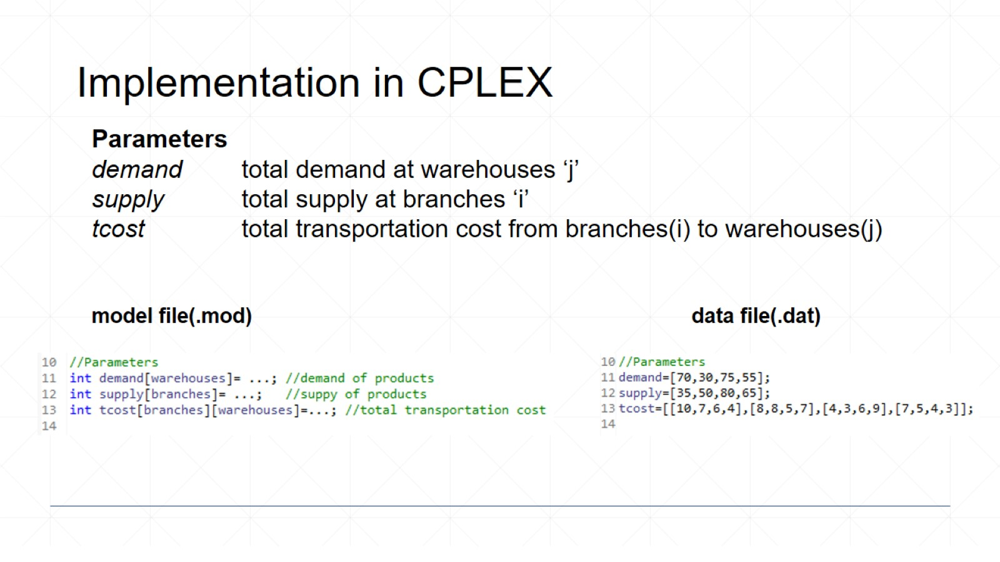 Implementation in CPLEX
Parameters
demand total demand at warehouses ‘j’
supply total supply at branches ‘i’
tcost total transportation cost from branches(i) to warehouses(j)
model file(.mod)
10 //Parameters
11 int demand[warehouses]= ...; //demand of products
12 int supply[branches]= ...; //suppy of products
13 int tcost[branches][warehouses]=...; //total transportation cost
14
data file(.dat)
10 //Parameters
11 demand=[70,30,75,55];
12 supply=[35,50,80,65];
13 tcost=[[10,7,6,4],[8,8,5,7],[4,3,6,9],[7,5,4,3]];
14